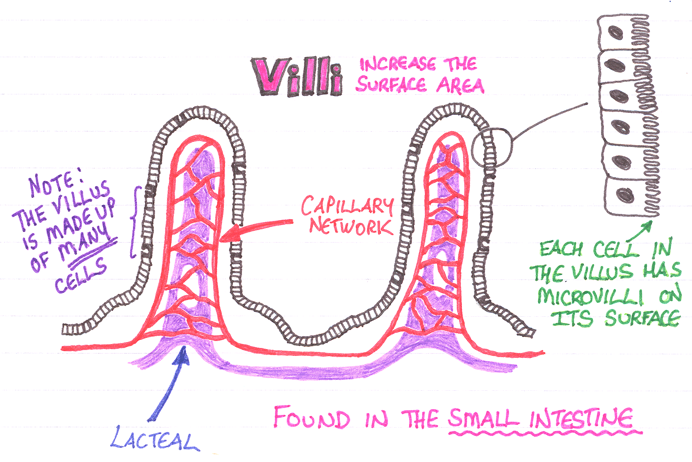 Villi INCREASE THE
SURFACE AREA
NOTE:
THE VILLUS
IS MADE UP
OF MANY
CELLS
CAPILLARY
NETWORK
EACH CELL IN
THE VILLUS HAS
MICROVILLI ON
ITS SURFACE
LACTEAL
FOUND IN THE SMALL INTESTINE